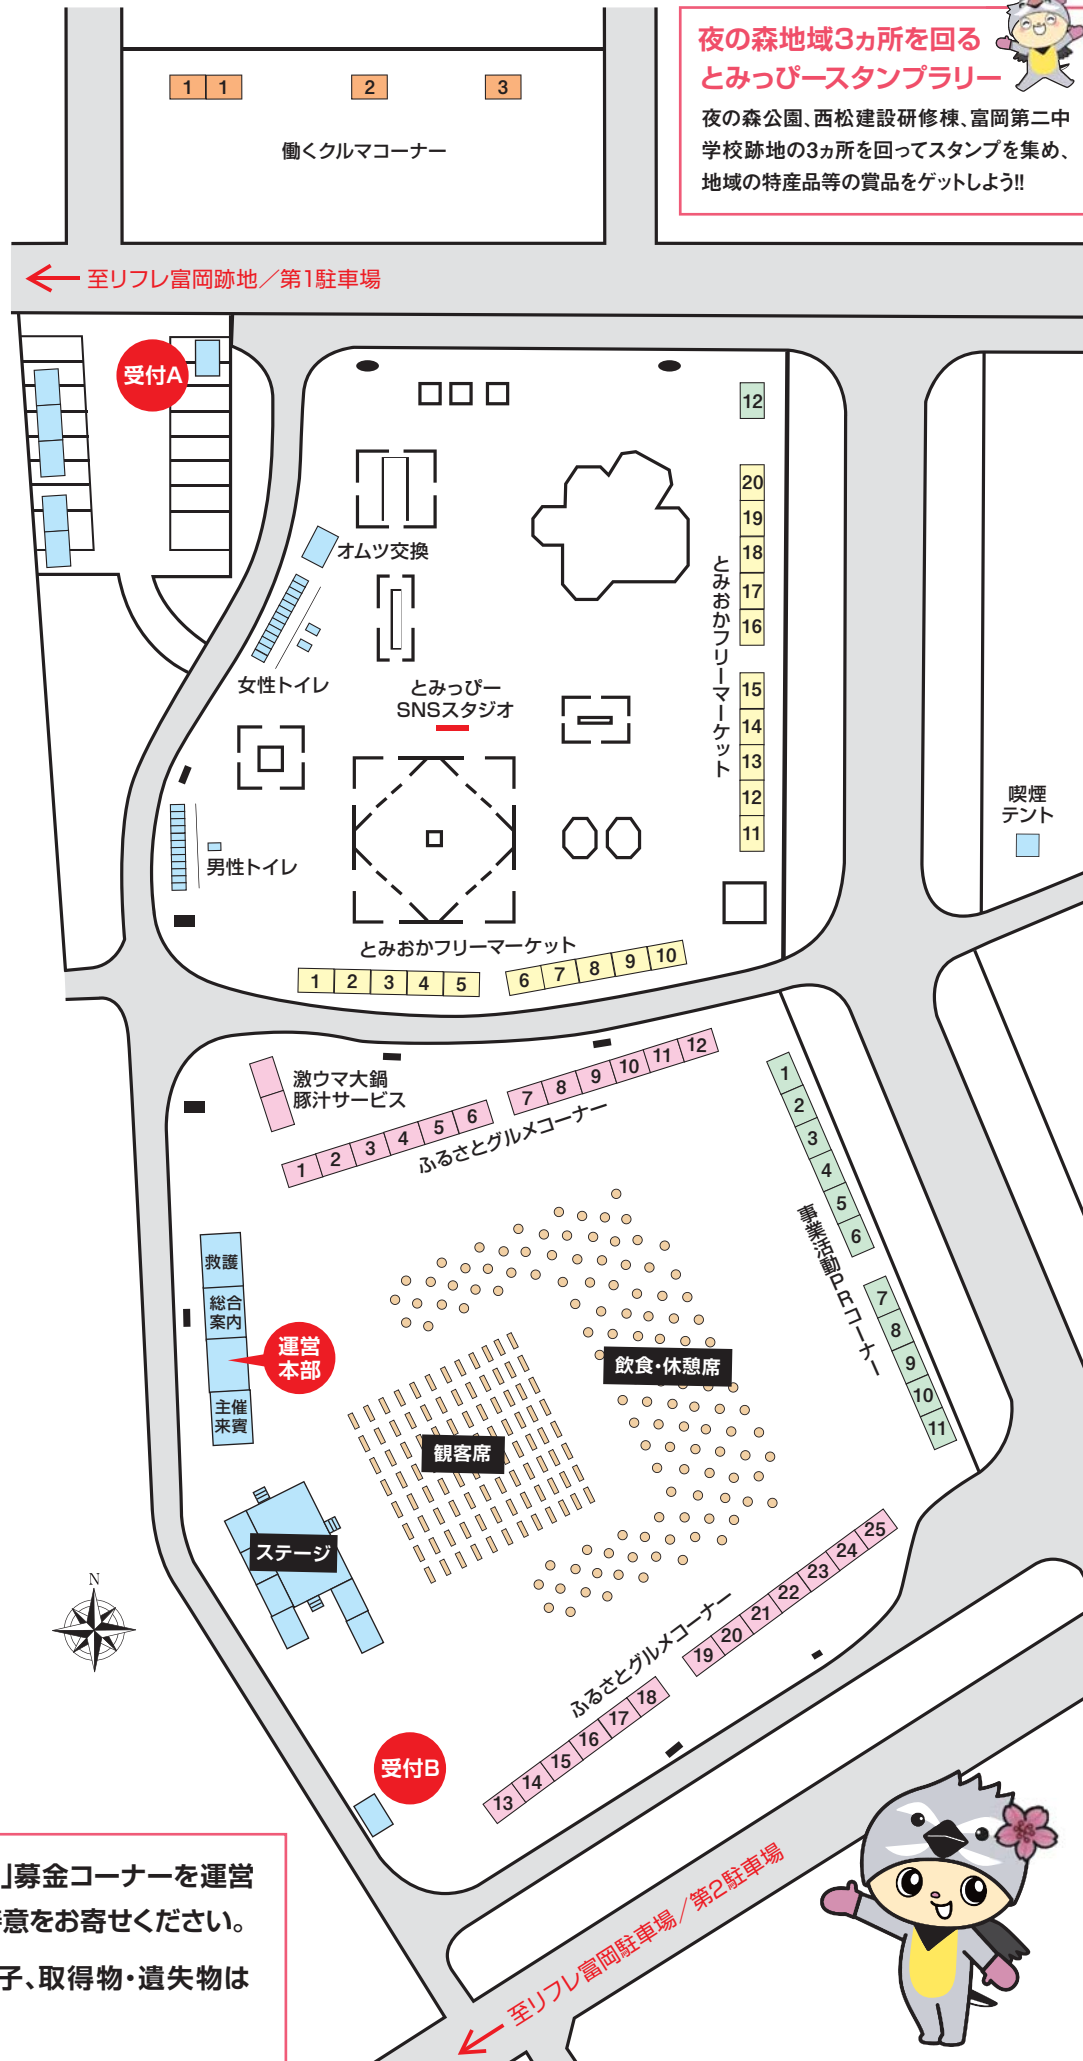 夜の森地域3ヵ所を回る
とみっぴースタンプラリー
夜の森公園、西松建設研修棟、富岡第二中
学校跡地の3ヵ所を回ってスタンプを集め、
地域の特産品等の賞品をゲットしよう!!
1 1 2 3
働くクルマコーナー
至リフレ富岡跡地／第1駐車場
受付A
12
20
19
18
17
16
15
14
13
12
11
とみおかフリーマーケット
オムツ交換
女性トイレ
とみっぴー
SNSスタジオ
男性トイレ
喫煙
テント
とみおかフリーマーケット
1 2 3 4 5 6 7 8 9 10
激ウマ大鍋
豚汁サービス
1 2 3 4 5 6 7 8 9 10 11 12
ふるさとグルメコーナー
1
2
3
4
5
6
7
8
9
10
11
事業活動PRコーナー
救護
総合
案内
運営
本部
主催
来賓
飲食・休憩席
観客席
ステージ
N
ふるさとグルメコーナー
13 14 15 16 17 18 19 20 21 22 23 24 25
受付B
至リフレ富岡駐車場／第2駐車場
」募金コーナーを運営
意をお寄せください。
子、取得物・遺失物は